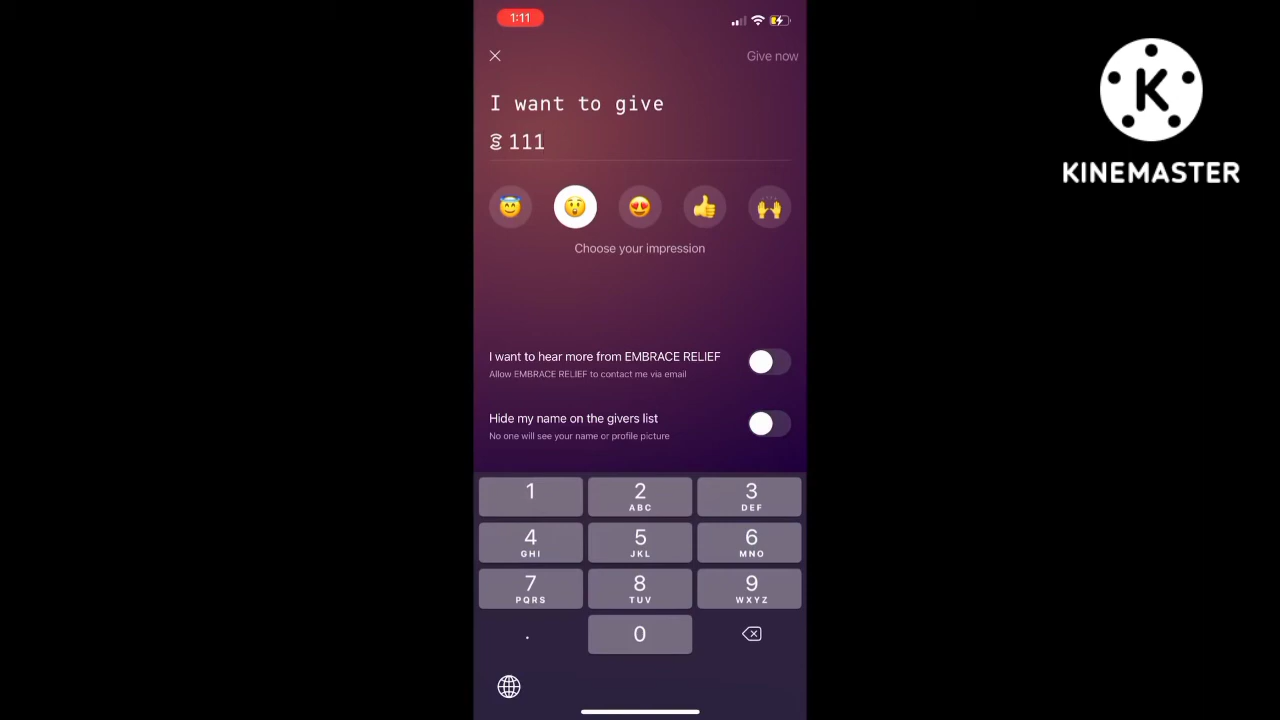 1:11
Give now
I want to give
111
Choose your impression
I want to hear more from EMBRACE RELIEF
Allow EMBRACE RELIEF to contact me via email
Hide my name on the givers list
No one will see your name or profile picture
1
2
ABC
3
DEF
4
GHI
5
JKL
6
MNO
7
PQRS
8
TUV
9
WXYZ
.
0
K
KINEMASTER